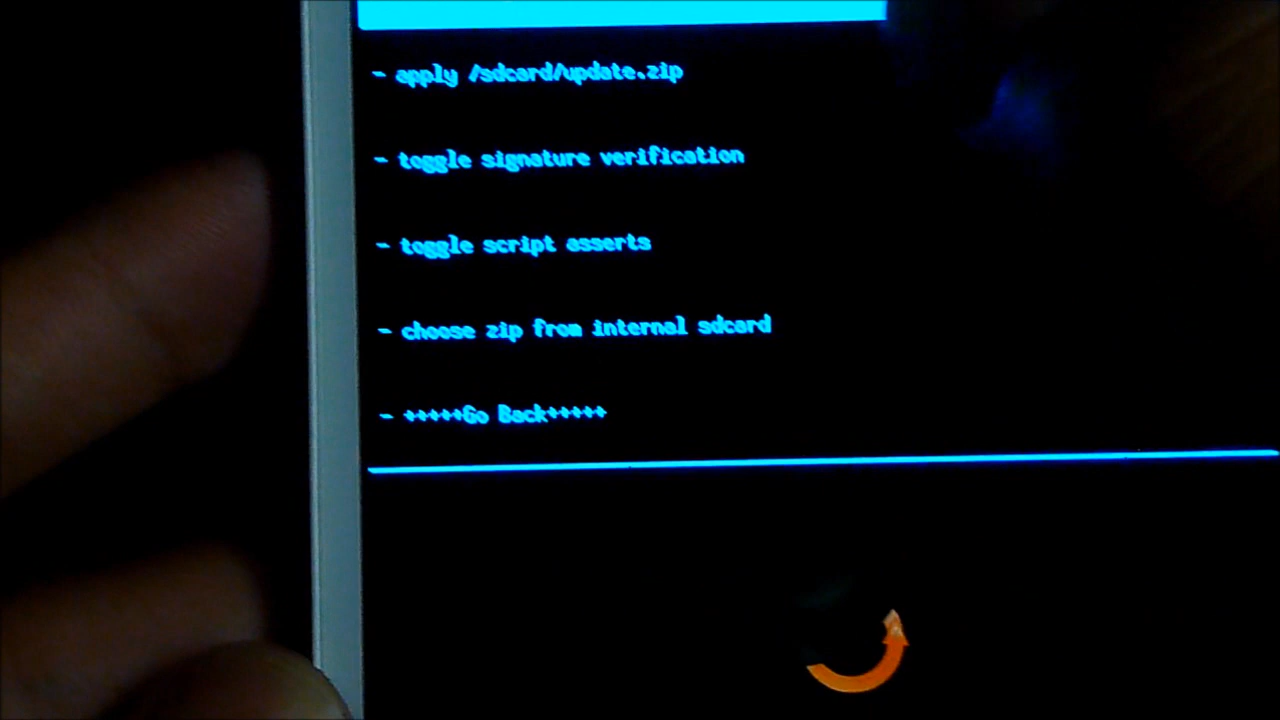 - apply /sdcard/update.zip
- toggle signature verification
- toggle script asserts
- choose zip from internal sdcard
- +++++Go Back+++++